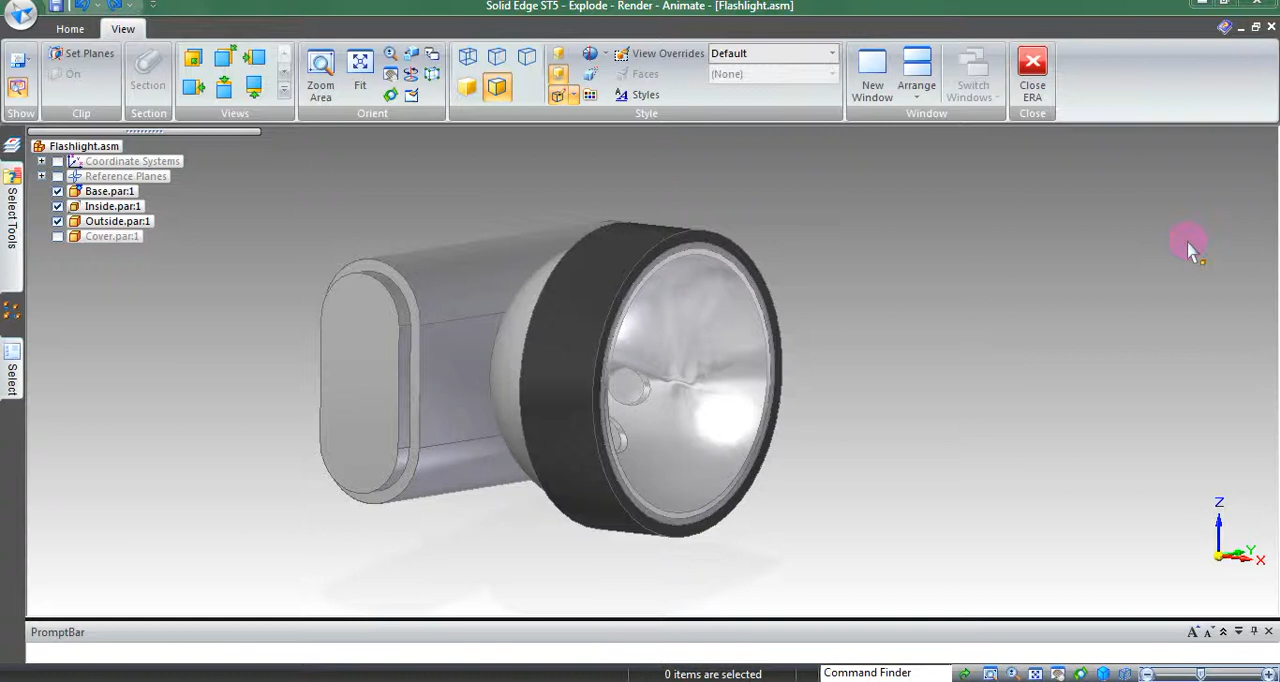 Solid Edge ST5 - Explode - Render - Animate - [Flashlight.asm]
Home View
Set Planes
On
Show
Clip
Section
Section
Views
Zoom Area
Fit
Orient
View Overrides Default
Faces (None)
Styles
Style
New Window
Arrange
Switch Windows
Window
Close ERA
Close
Flashlight.asm
Coordinate Systems
Reference Planes
Base.par:1
Inside.par:1
Outside.par:1
Cover.par:1
Select Tools
Select
Z
Y
X
PromptBar
0 items are selected
Command Finder